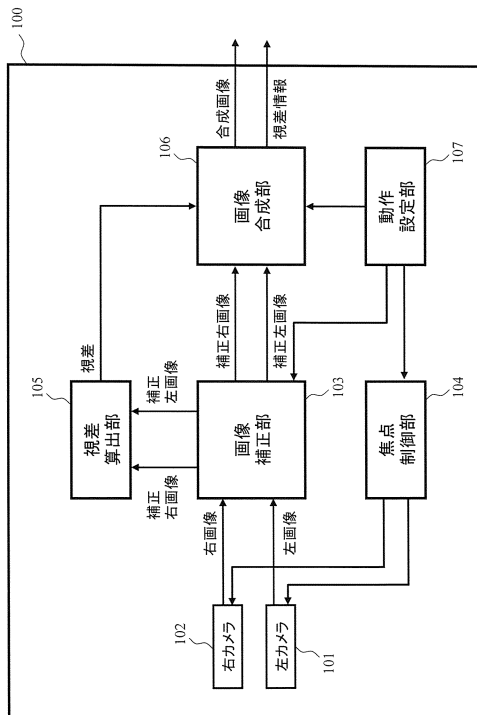 100
合成画像
視差情報
106
画像
合成部
107
動作
設定部
視差
補正右画像
補正左画像
105
視差
算出部
補正
左画像
補正
右画像
103
画像
補正部
104
焦点
制御部
右画像
左画像
102
右カメラ
101
左カメラ